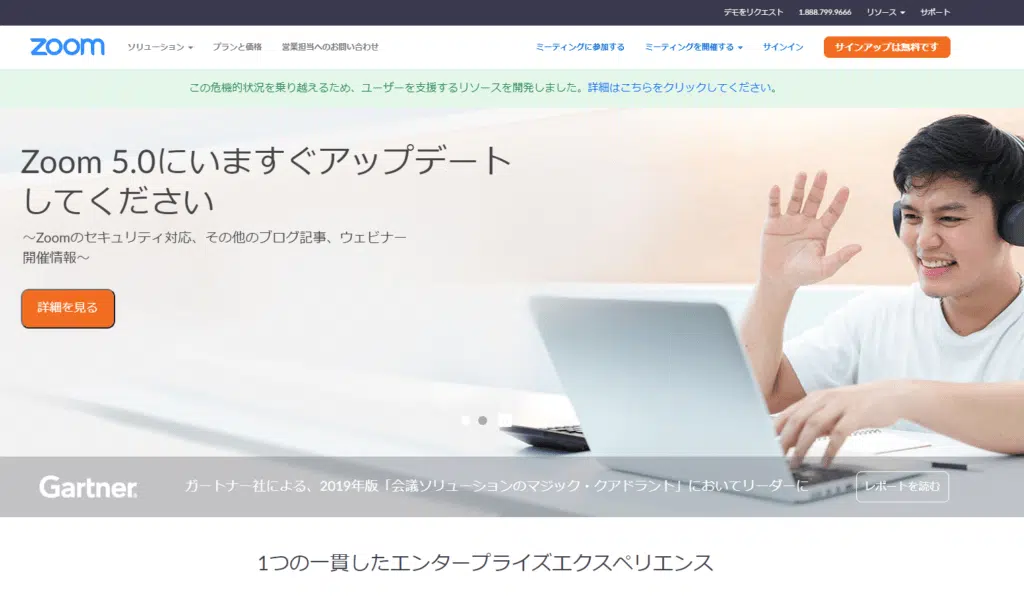 デモをリクエスト 1.888.799.9666 リソース サポート
zoom ソリューション プランと価格 営業担当へのお問い合わせ ミーティングに参加する ミーティングを開催する サインイン サインアップは無料です
この危機的状況を乗り越えるため、ユーザーを支援するリソースを開発しました。詳細はこちらをクリックしてください。
Zoom 5.0にいますぐアップデート
してください
〜Zoomのセキュリティ対応、その他のブログ記事、ウェビナー
開催情報〜
詳細を見る
Gartner ガートナー社による、2019年版「会議ソリューションのマジック・クアドラント」においてリーダーに レポートを読む
1つの一貫したエンタープライズエクスペリエンス